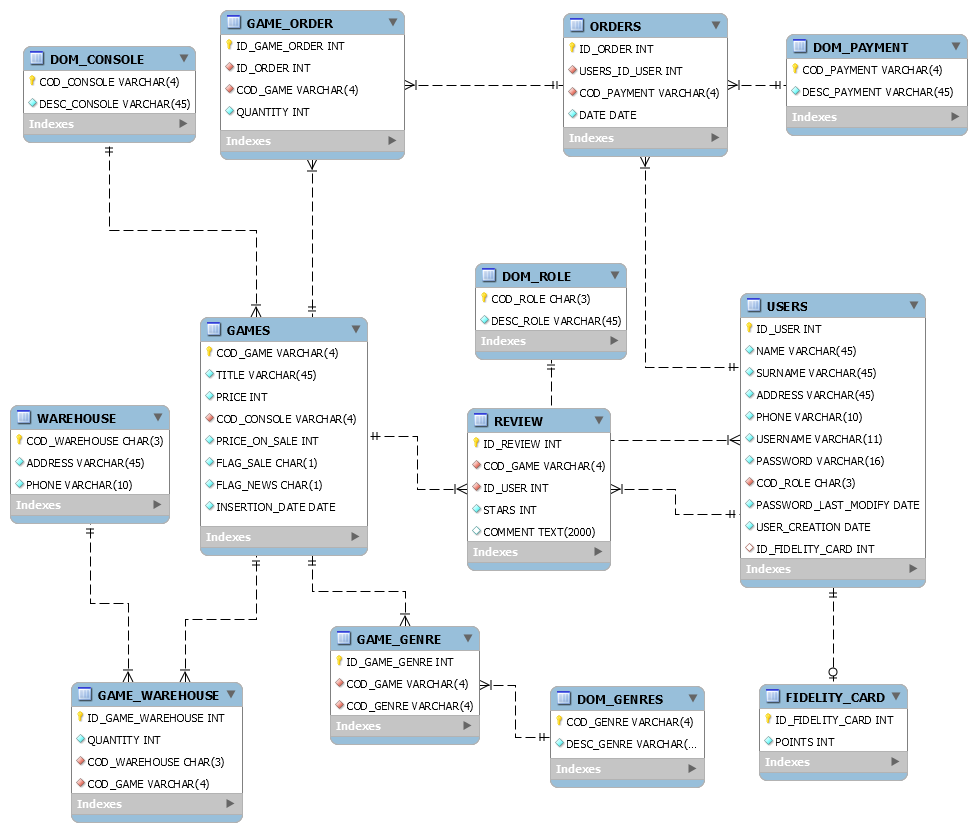 DOM_CONSOLE
COD_CONSOLE VARCHAR(4)
DESC_CONSOLE VARCHAR(45)
Indexes
GAME_ORDER
ID_GAME_ORDER INT
ID_ORDER INT
COD_GAME VARCHAR(4)
QUANTITY INT
Indexes
ORDERS
ID_ORDER INT
USERS_ID_USER INT
COD_PAYMENT VARCHAR(4)
DATE DATE
Indexes
DOM_PAYMENT
COD_PAYMENT VARCHAR(4)
DESC_PAYMENT VARCHAR(45)
Indexes
DOM_ROLE
COD_ROLE CHAR(3)
DESC_ROLE VARCHAR(45)
Indexes
USERS
ID_USER INT
NAME VARCHAR(45)
SURNAME VARCHAR(45)
ADDRESS VARCHAR(45)
PHONE VARCHAR(10)
USERNAME VARCHAR(11)
PASSWORD VARCHAR(16)
COD_ROLE CHAR(3)
PASSWORD_LAST_MODIFY DATE
USER_CREATION DATE
ID_FIDELITY_CARD INT
Indexes
GAMES
COD_GAME VARCHAR(4)
TITLE VARCHAR(45)
PRICE INT
COD_CONSOLE VARCHAR(4)
PRICE_ON_SALE INT
FLAG_SALE CHAR(1)
FLAG_NEWS CHAR(1)
INSERTION_DATE DATE
Indexes
WAREHOUSE
COD_WAREHOUSE CHAR(3)
ADDRESS VARCHAR(45)
PHONE VARCHAR(10)
Indexes
REVIEW
ID_REVIEW INT
COD_GAME VARCHAR(4)
ID_USER INT
STARS INT
COMMENT TEXT(2000)
Indexes
GAME_GENRE
ID_GAME_GENRE INT
COD_GAME VARCHAR(4)
COD_GENRE VARCHAR(4)
Indexes
GAME_WAREHOUSE
ID_GAME_WAREHOUSE INT
QUANTITY INT
COD_WAREHOUSE CHAR(3)
COD_GAME VARCHAR(4)
Indexes
DOM_GENRES
COD_GENRE VARCHAR(4)
DESC_GENRE VARCHAR(...
Indexes
FIDELITY_CARD
ID_FIDELITY_CARD INT
POINTS INT
Indexes